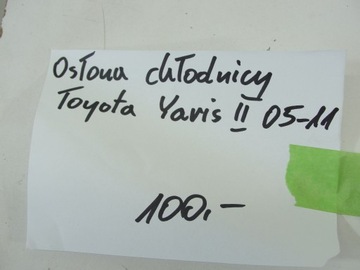 Osłona chłodnicy
Toyota Yaris II 05-11
100,-